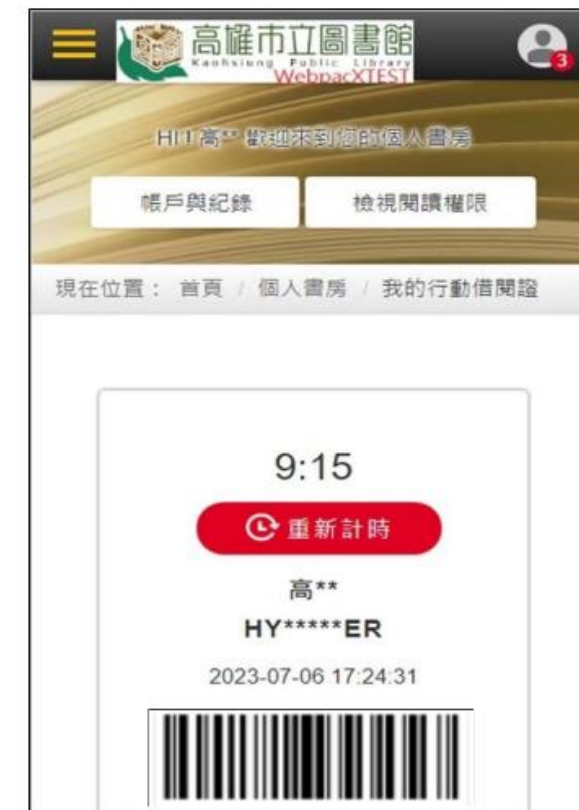 高雄市立圖書館
Kaohsiung Public Library
WebpacXTEST
3
HI ! 高** 歡迎來到您的個人書房
帳戶與紀錄 檢視閱讀權限
現在位置： 首頁 / 個人書房 / 我的行動借閱證
9:15
重新計時
高**
HY*****ER
2023-07-06 17:24:31